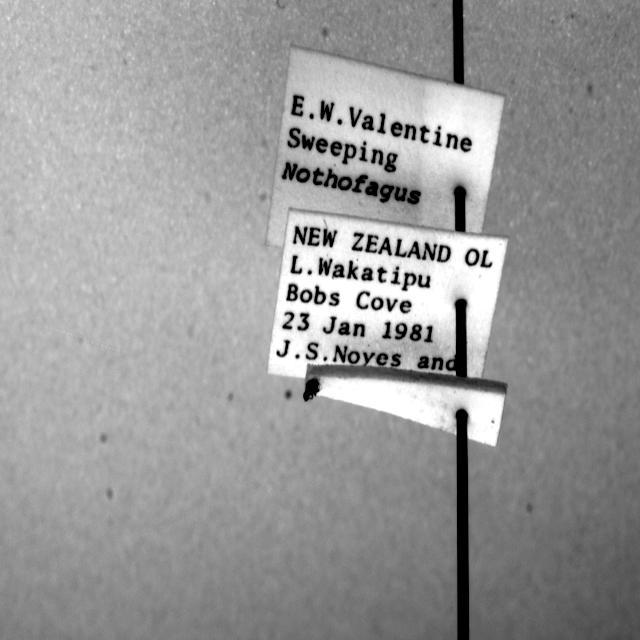 E.W.Valentine
Sweeping
Nothofagus
NEW ZEALAND OL
L.Wakatipu
Bobs Cove
23 Jan 1981
J.S.Noyes and